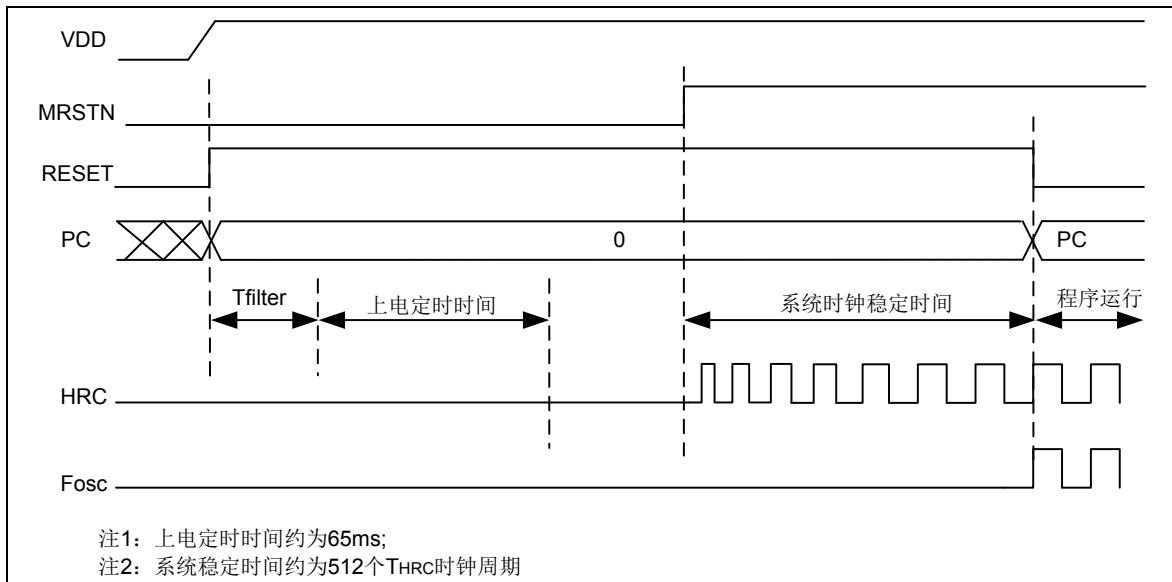 VDD
MRSTN
RESET
PC 0 PC
Tfilter 上电定时时间 系统时钟稳定时间 程序运行
HRC
Fosc
注1：上电定时时间约为65ms;
注2：系统稳定时间约为512个THRC时钟周期